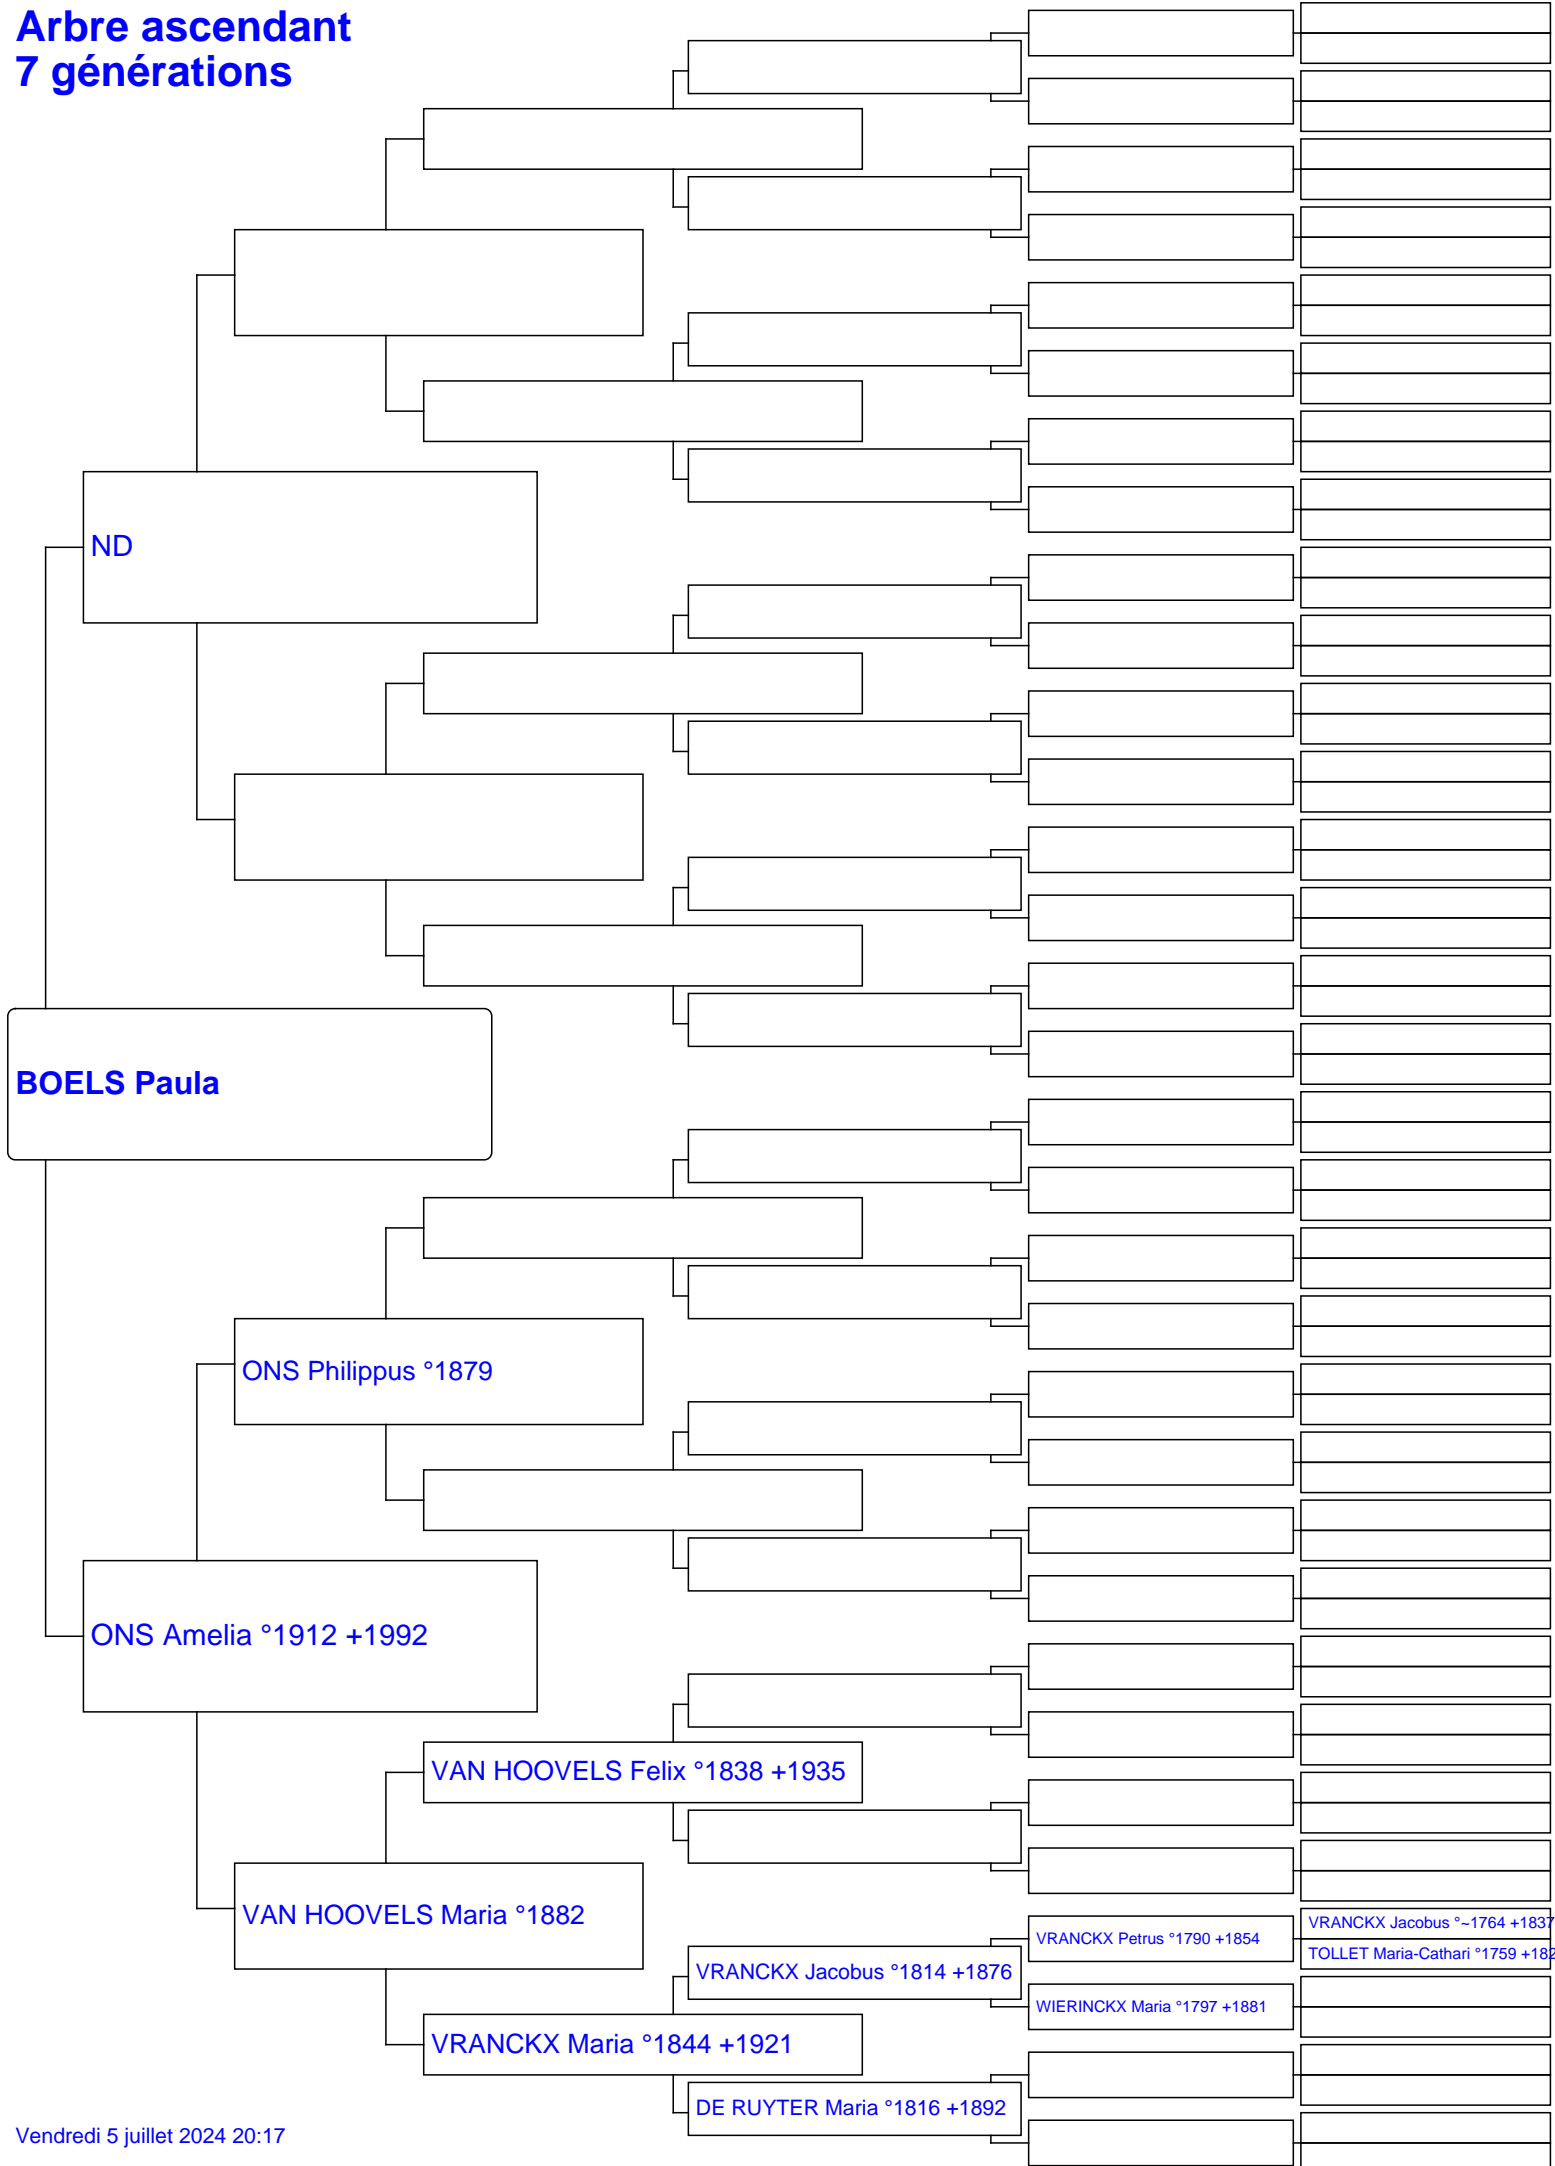 Arbre ascendant
7 générations
ND
BOELS Paula
ONS Philippus °1879
ONS Amelia °1912 +1992
VAN HOOVELS Felix °1838 +1935
VAN HOOVELS Maria °1882
VRANCKX Jacobus °~1764 +1837
VRANCKX Petrus °1790 +1854
TOLLET Maria-Cathari °1759 +182
VRANCKX Jacobus °1814 +1876
WIERINCKX Maria °1797 +1881
VRANCKX Maria °1844 +1921
DE RUYTER Maria °1816 +1892
Vendredi 5 juillet 2024 20:17